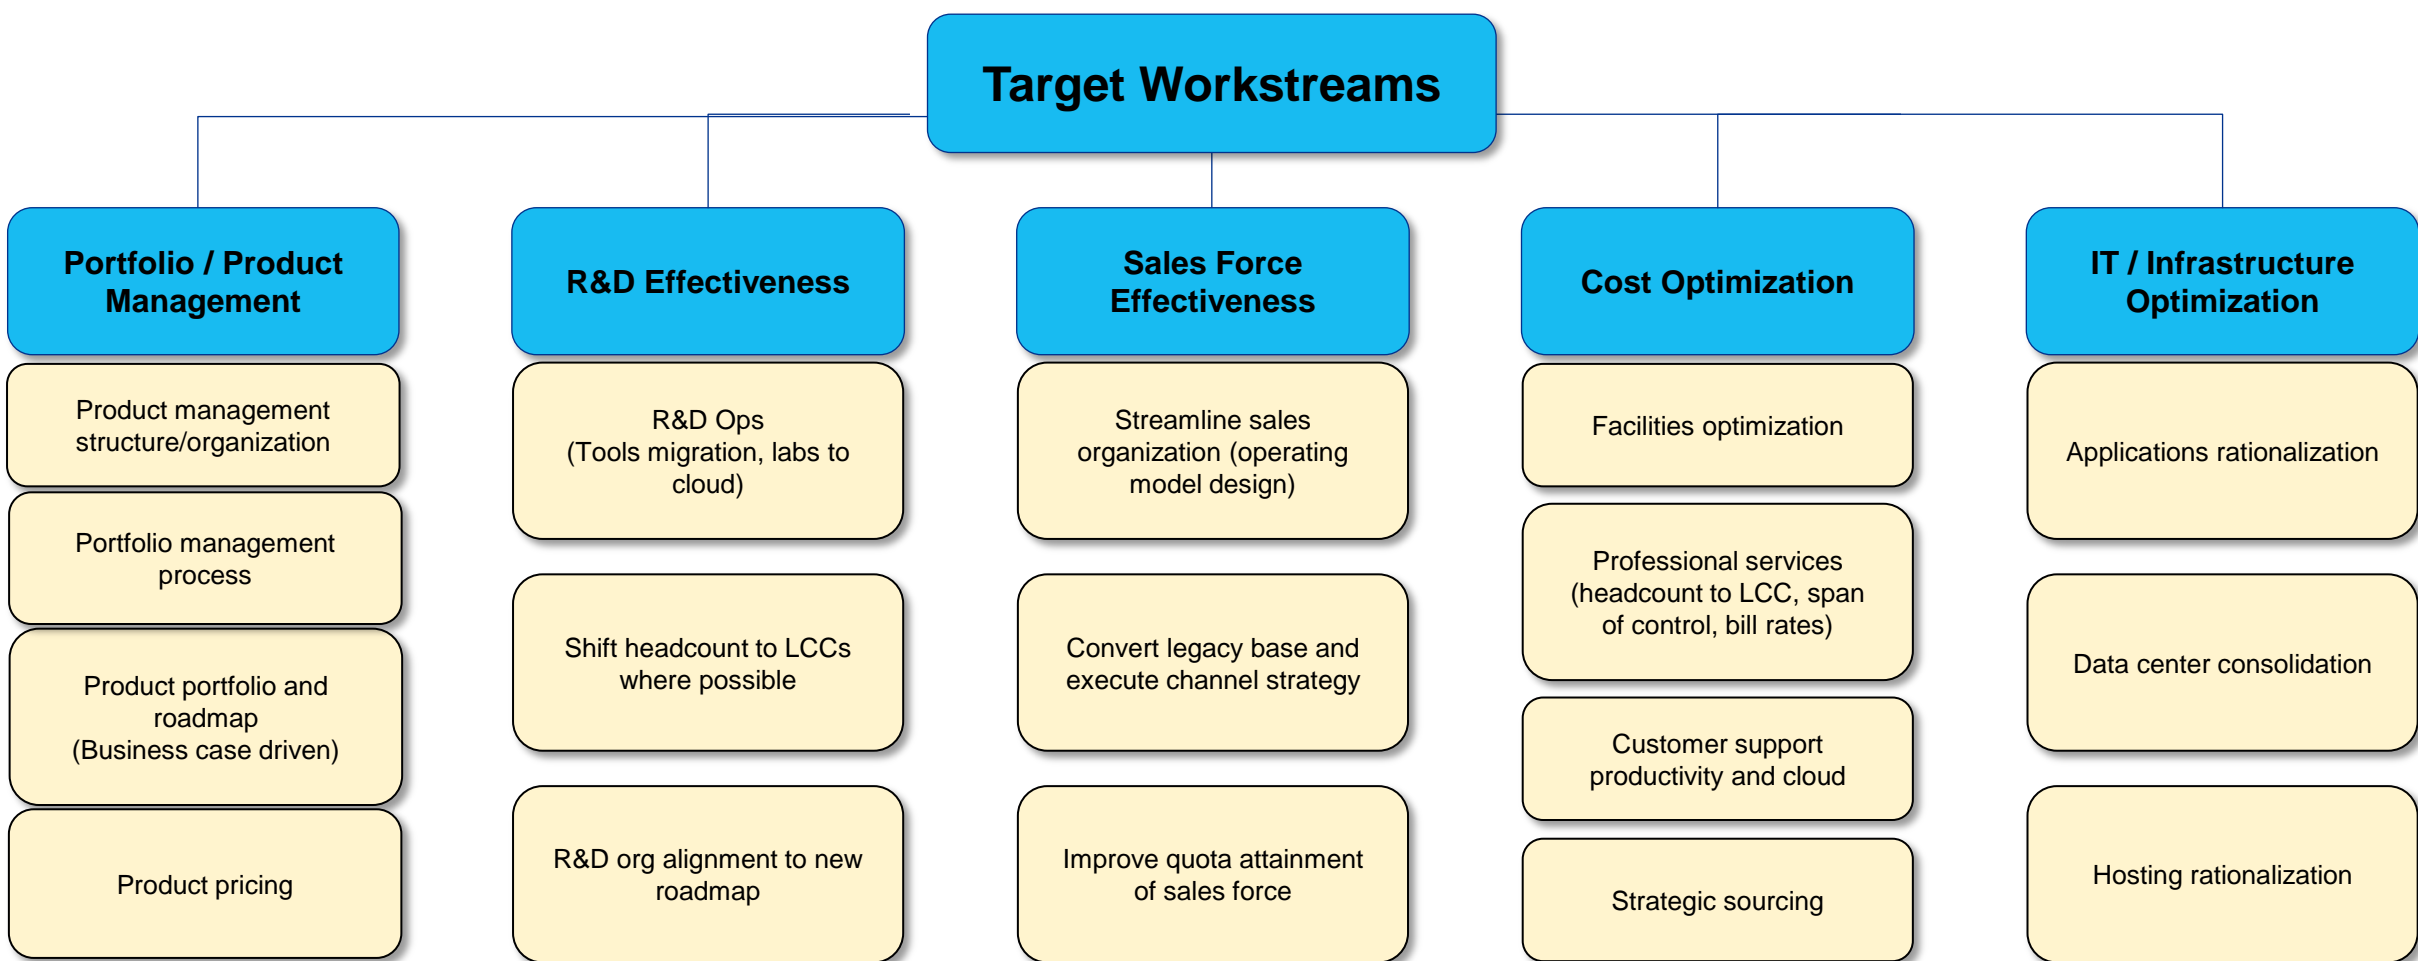 Target Workstreams
Portfolio / Product
Management
Product management
structure/organization
Portfolio management
process
Product portfolio and
roadmap
(Business case driven)
Product pricing
R&D Effectiveness
R&D Ops
(Tools migration, labs to
cloud)
Shift headcount to LCCs
where possible
R&D org alignment to new
roadmap
Sales Force
Effectiveness
Streamline sales
organization (operating
model design)
Convert legacy base and
execute channel strategy
Improve quota attainment
of sales force
Cost Optimization
Facilities optimization
Professional services
(headcount to LCC, span
of control, bill rates)
Customer support
productivity and cloud
Strategic sourcing
IT / Infrastructure
Optimization
Applications rationalization
Data center consolidation
Hosting rationalization